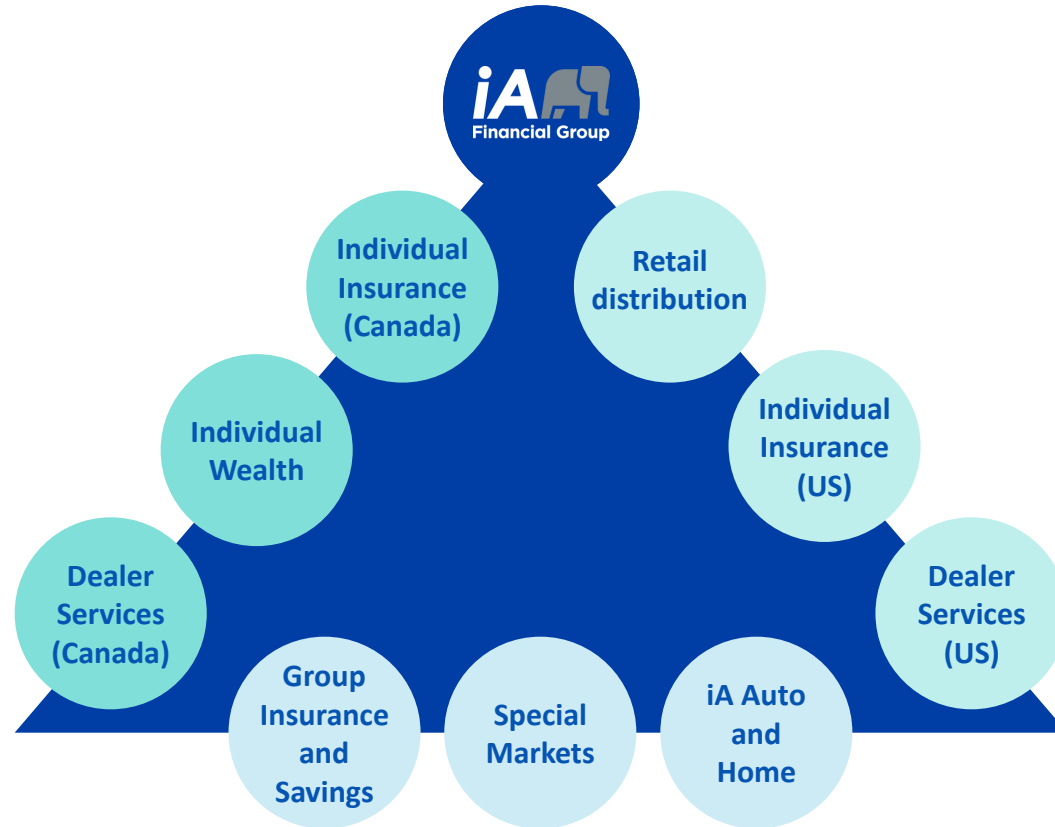 iA
Financial Group
Individual
Insurance
(Canada)
Retail
distribution
Individual
Wealth
Individual
Insurance
(US)
Dealer
Services
(Canada)
Dealer
Services
(US)
Group
Insurance
and
Savings
Special
Markets
iA Auto
and
Home